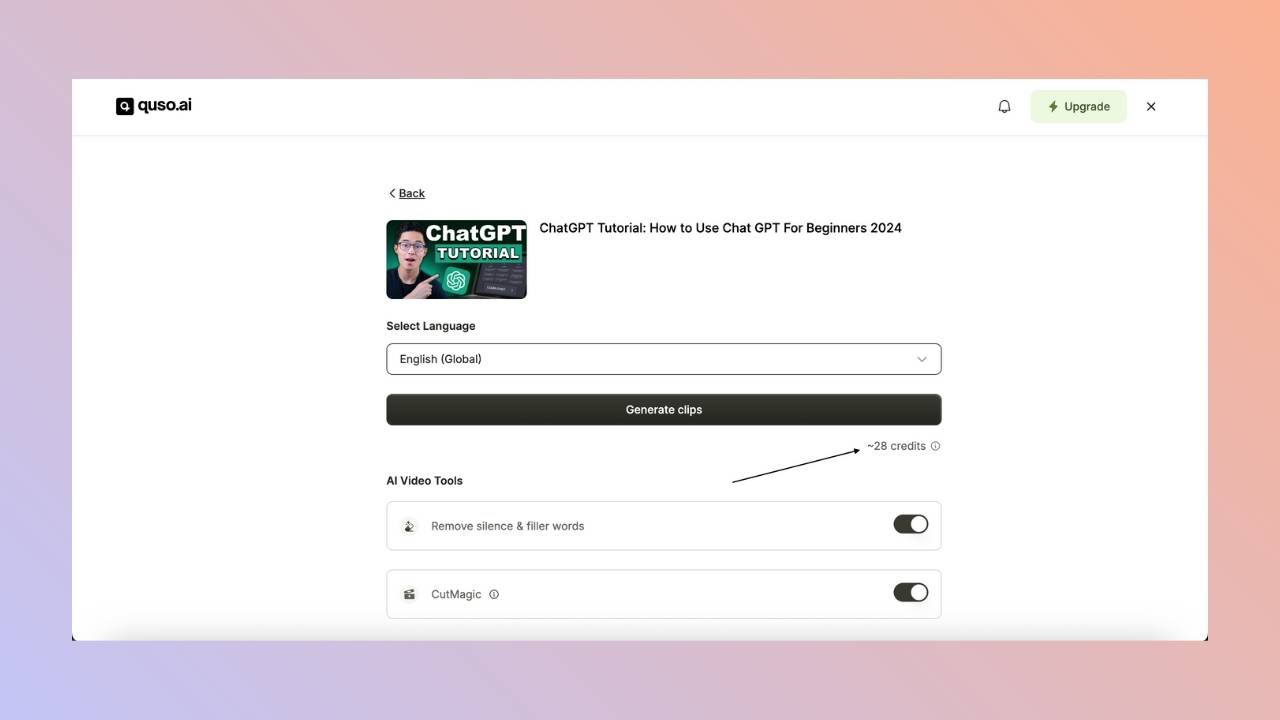 quso.ai
Upgrade
Back
ChatGPT
TUTORIAL
ChatGPT Tutorial: How to Use Chat GPT For Beginners 2024
Select Language
English (Global)
Generate clips
~28 credits
AI Video Tools
Remove silence & filler words
CutMagic